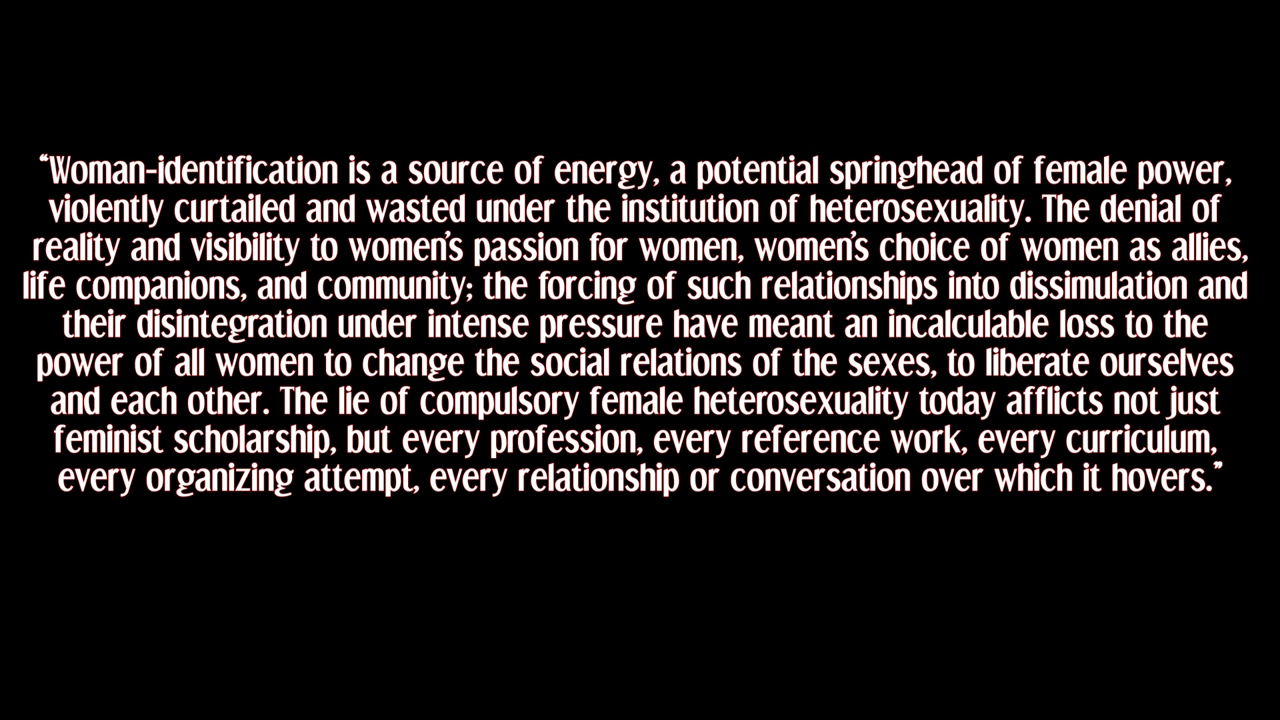 “Woman-identification is a source of energy, a potential springhead of female power,
violently curtailed and wasted under the institution of heterosexuality. The denial of
reality and visibility to women’s passion for women, women’s choice of women as allies,
life companions, and community; the forcing of such relationships into dissimulation and
their disintegration under intense pressure have meant an incalculable loss to the
power of all women to change the social relations of the sexes, to liberate ourselves
and each other. The lie of compulsory female heterosexuality today afflicts not just
feminist scholarship, but every profession, every reference work, every curriculum,
every organizing attempt, every relationship or conversation over which it hovers.”